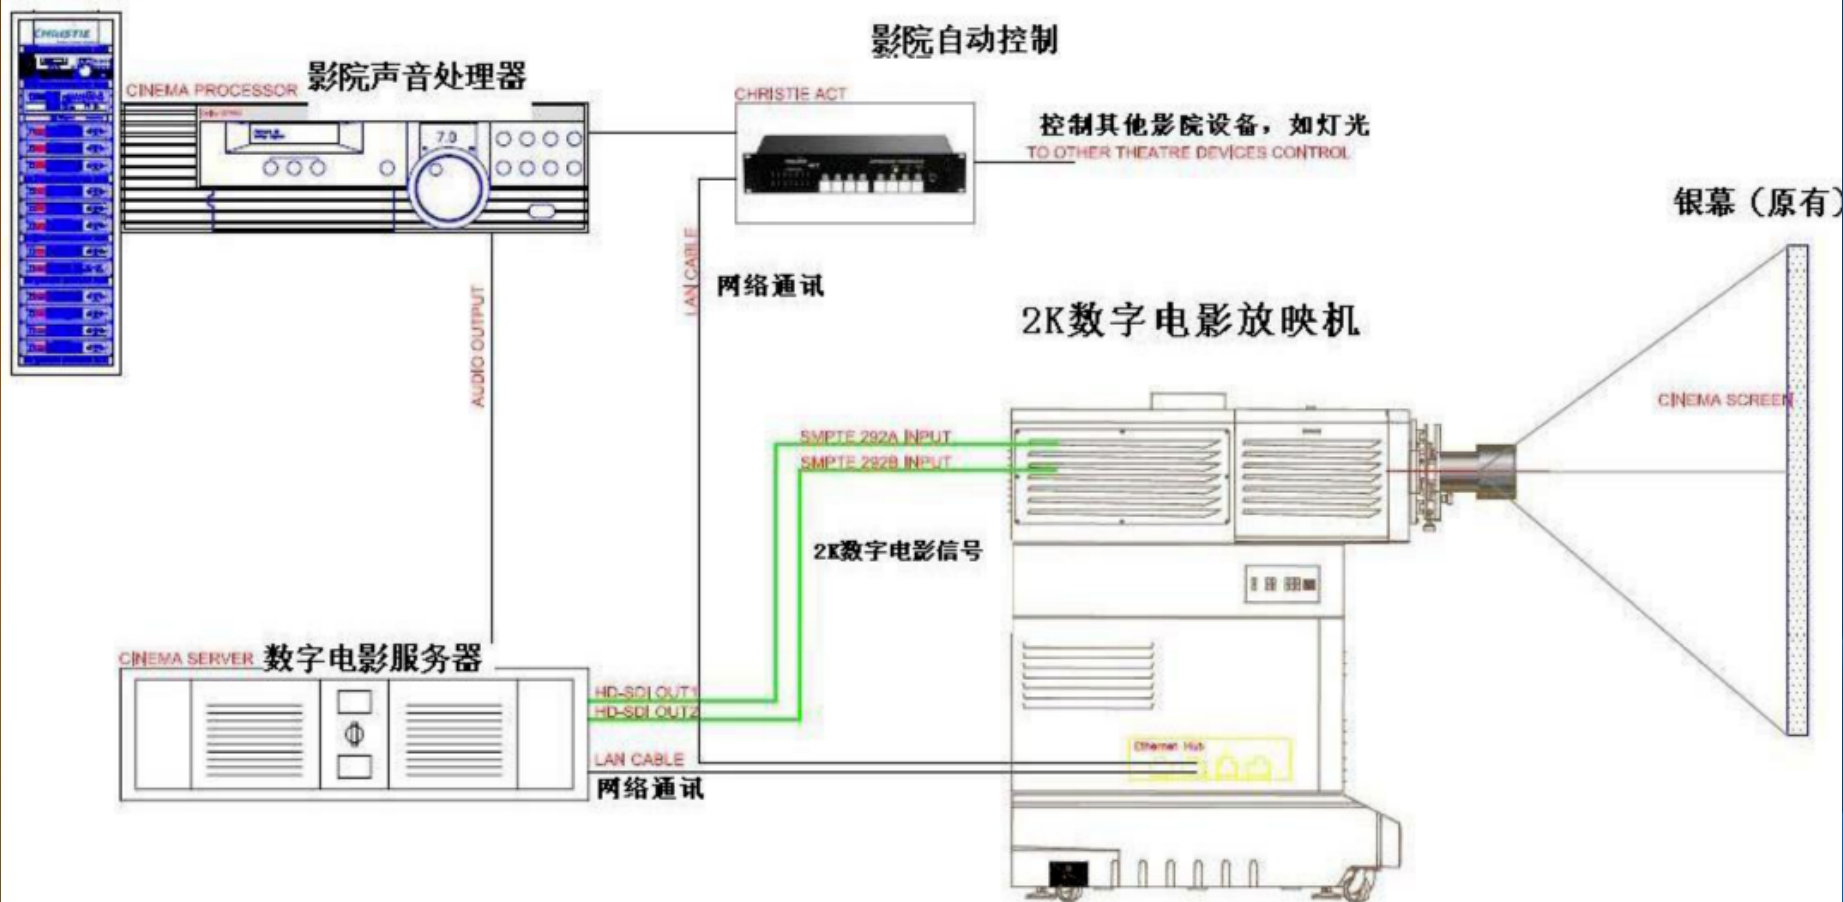 CHRISTIE
影院自动控制
影院声音处理器
CINEMA PROCESSOR
7.0
CHRISTIE ACT
控制其他影院设备，如灯光
TO OTHER THEATRE DEVICES CONTROL
银幕（原有）
LAN CABLE
网络通讯
AUDIO OUTPUT
2K数字电影放映机
CINEMA SCREEN
SMPTE 292A INPUT
SMPTE 292B INPUT
2K数字电影信号
CINEMA SERVER
数字电影服务器
HD-SDI OUT1
HD-SDI OUT2
Ethernet Hub
LAN CABLE
网络通讯